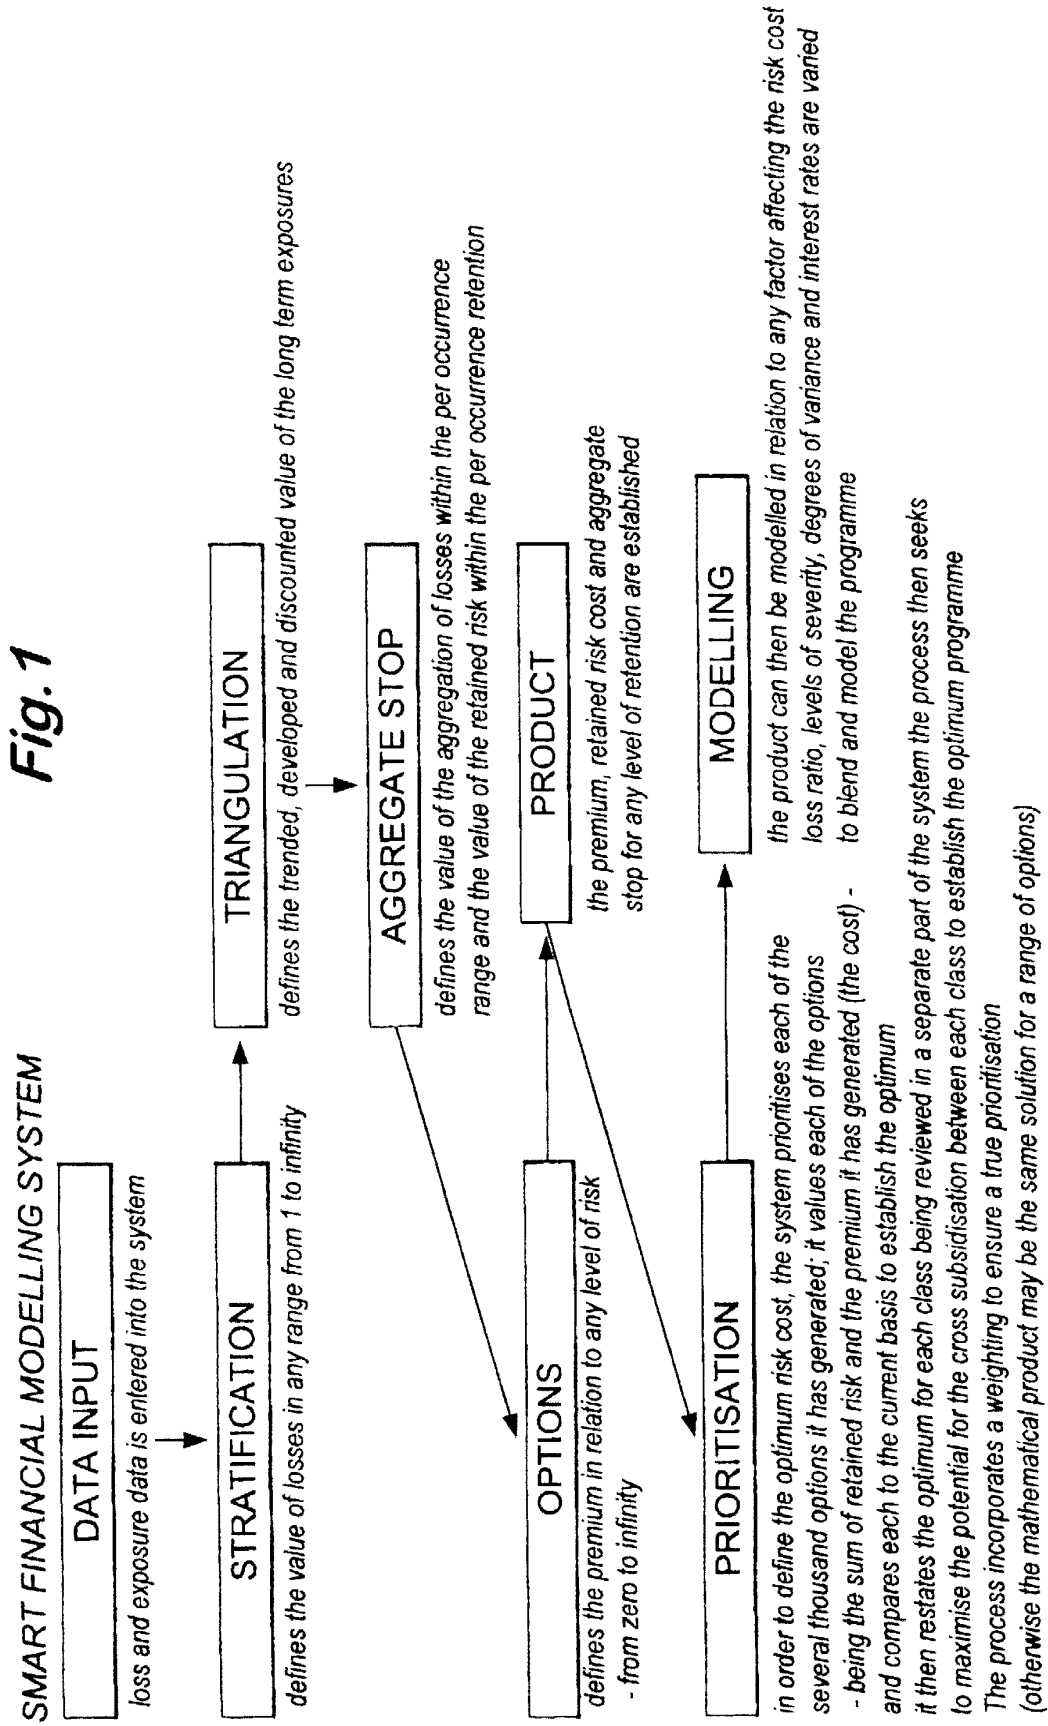 Fig. 1
SMART FINANCIAL MODELLING SYSTEM
DATA INPUT
loss and exposure data is entered into the system
STRATIFICATION
defines the value of losses in any range from 1 to infinity
TRIANGULATION
defines the trended, developed and discounted value of the long term exposures
AGGREGATE STOP
defines the value of the aggregation of losses within the per occurrence
range and the value of the retained risk within the per occurrence retention
OPTIONS
defines the premium in relation to any level of risk
- from zero to infinity
PRODUCT
the premium, retained risk cost and aggregate
stop for any level of retention are established
PRIORITISATION
in order to define the optimum risk cost, the system prioritises each of the
several thousand options it has generated; it values each of the options
- being the sum of retained risk and the premium it has generated (the cost) -
and compares each to the current basis to establish the optimum
it then restates the optimum for each class being reviewed in a separate part of the system the process then seeks
to maximise the potential for the cross subsidisation between each class to establish the optimum programme
The process incorporates a weighting to ensure a true prioritisation
(otherwise the mathematical product may be the same solution for a range of options)
MODELLING
the product can then be modelled in relation to any factor affecting the risk cost
loss ratio, levels of severity, degrees of variance and interest rates are varied
to blend and model the programme